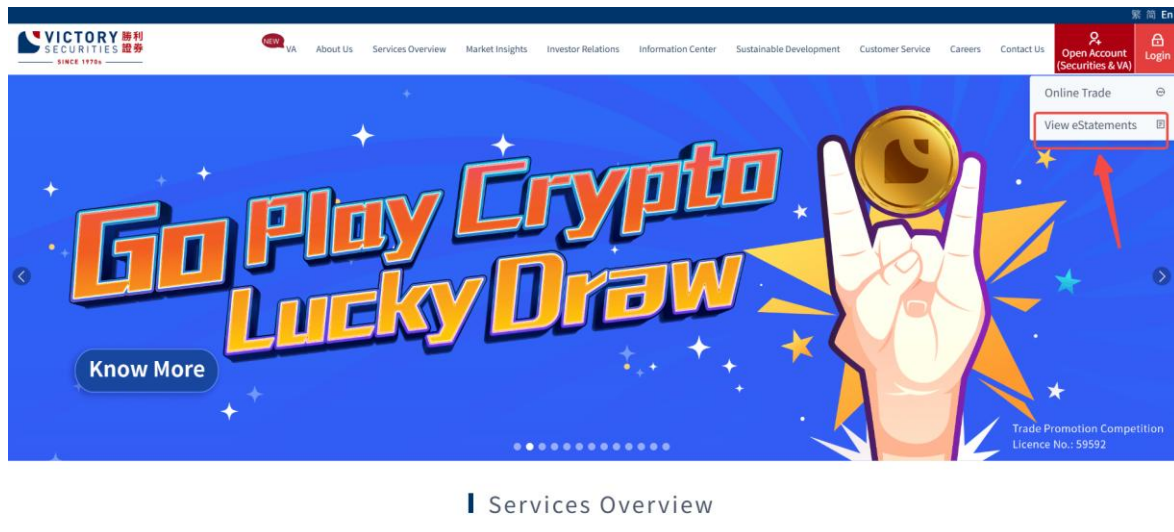 繁 简 En
VICTORY 勝利
SECURITIES 證券
SINCE 1970s
NEW VA About Us Services Overview Market Insights Investor Relations Information Center Sustainable Development Customer Service Careers Contact Us
Open Account
(Securities & VA)
Login
Online Trade
View eStatements
Go Play Crypto
Lucky Draw
Know More
Trade Promotion Competition
Licence No.: 59592
Services Overview